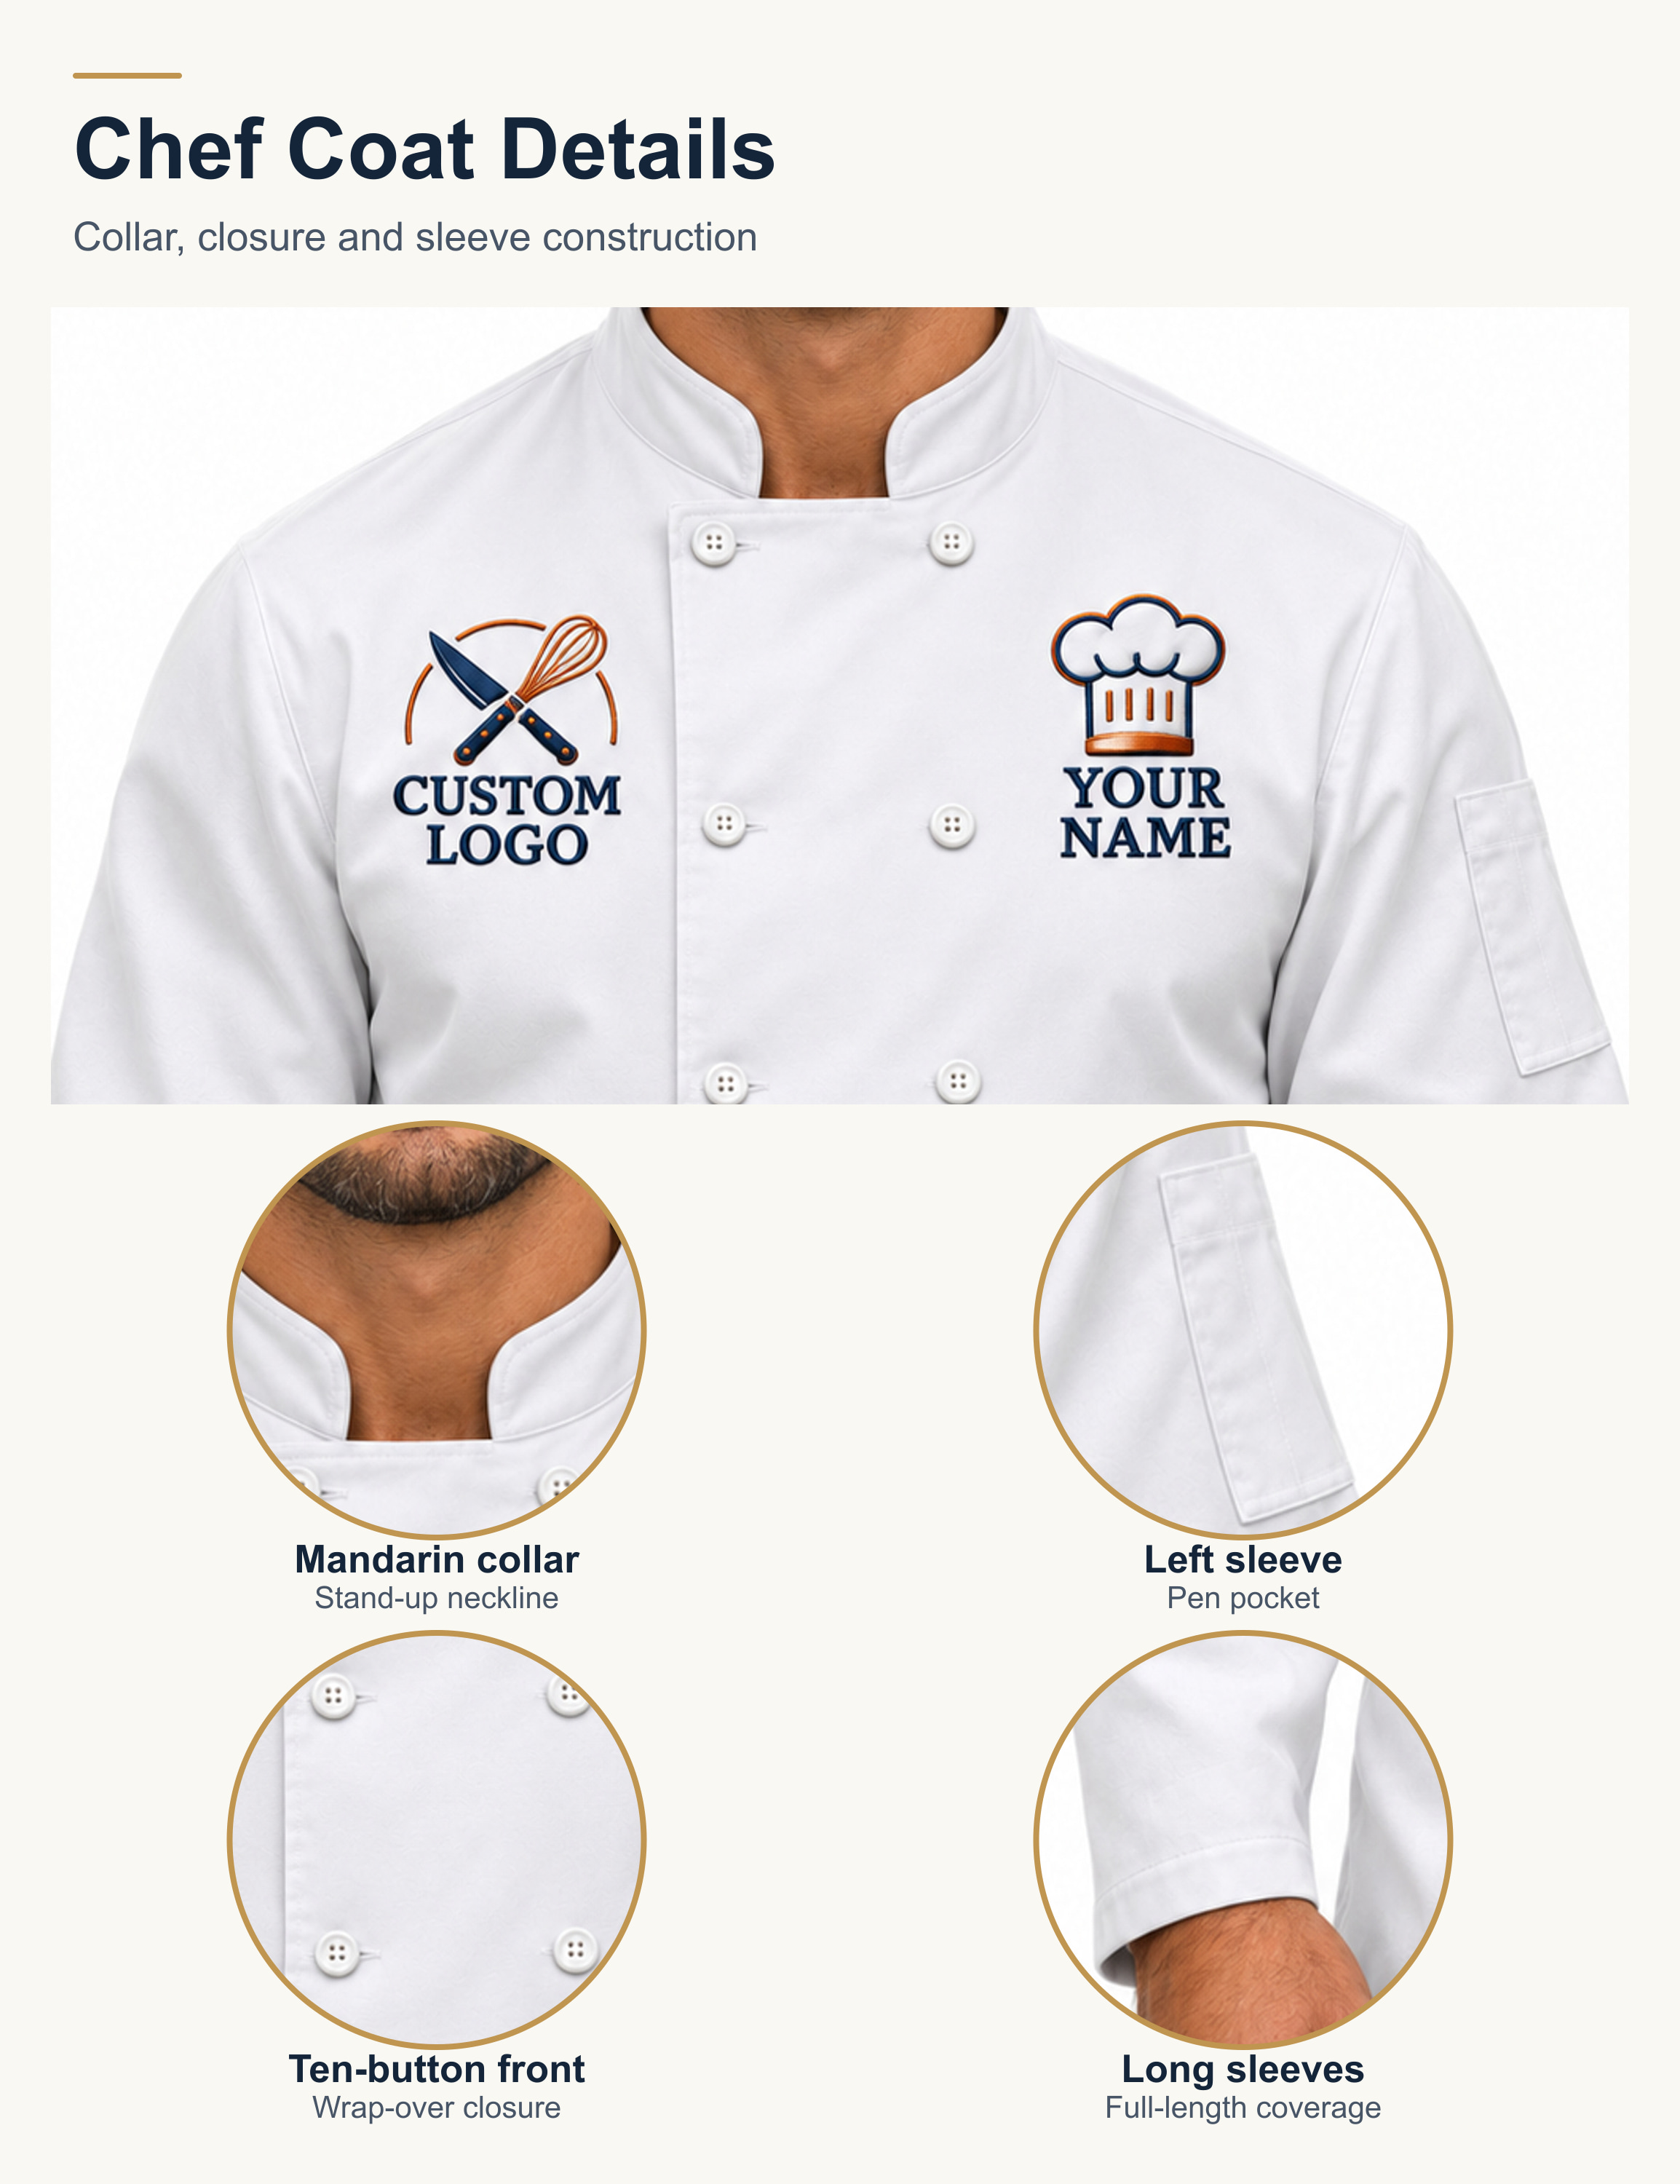 Chef Coat Details
Collar, closure and sleeve construction
CUSTOM
LOGO
YOUR
NAME
Mandarin collar
Stand-up neckline
Left sleeve
Pen pocket
Ten-button front
Wrap-over closure
Long sleeves
Full-length coverage